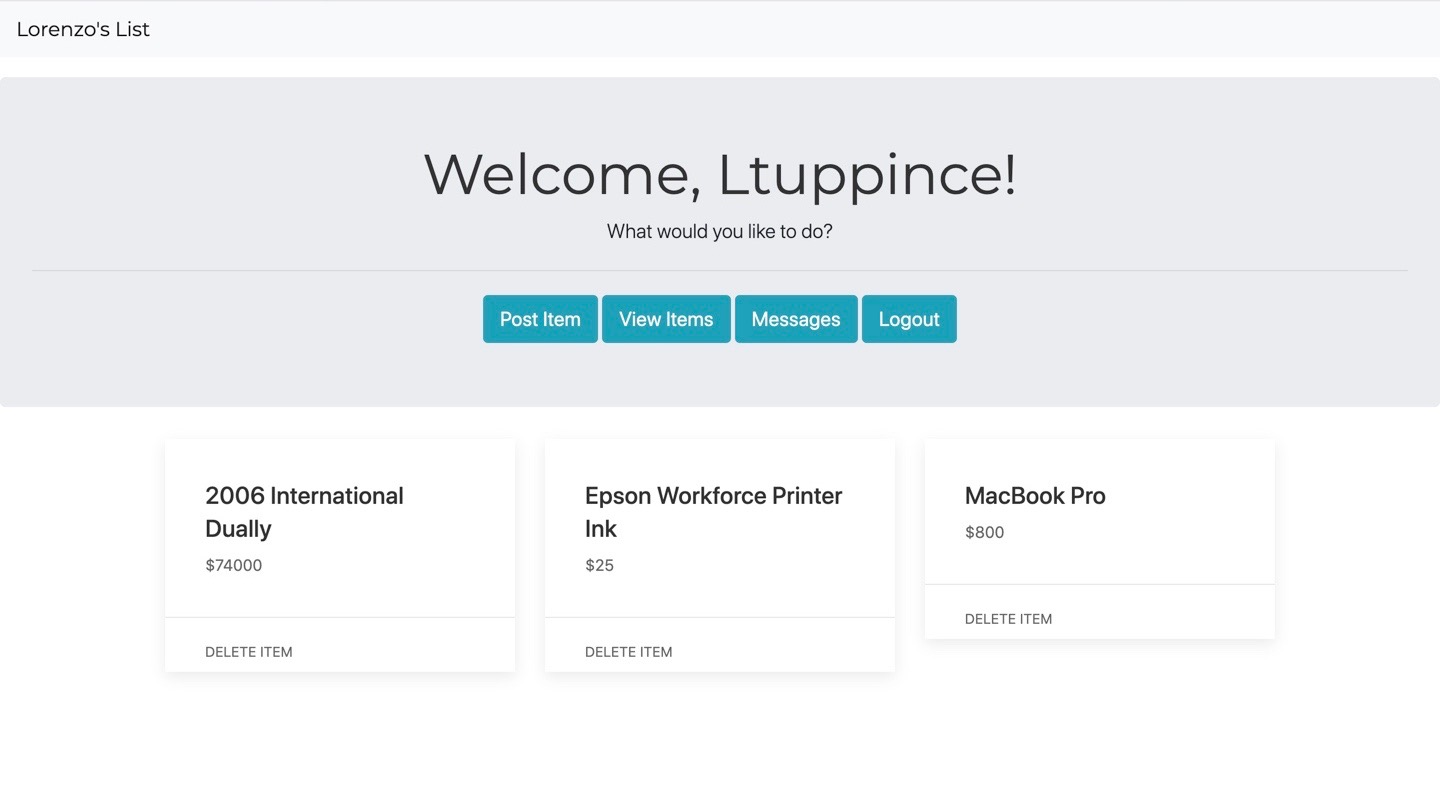 Lorenzo's List
Welcome, Ltuppince!
What would you like to do?
Post Item
View Items
Messages
Logout
2006 International
Dually
$74000
DELETE ITEM
Epson Workforce Printer
Ink
$25
DELETE ITEM
MacBook Pro
$800
DELETE ITEM